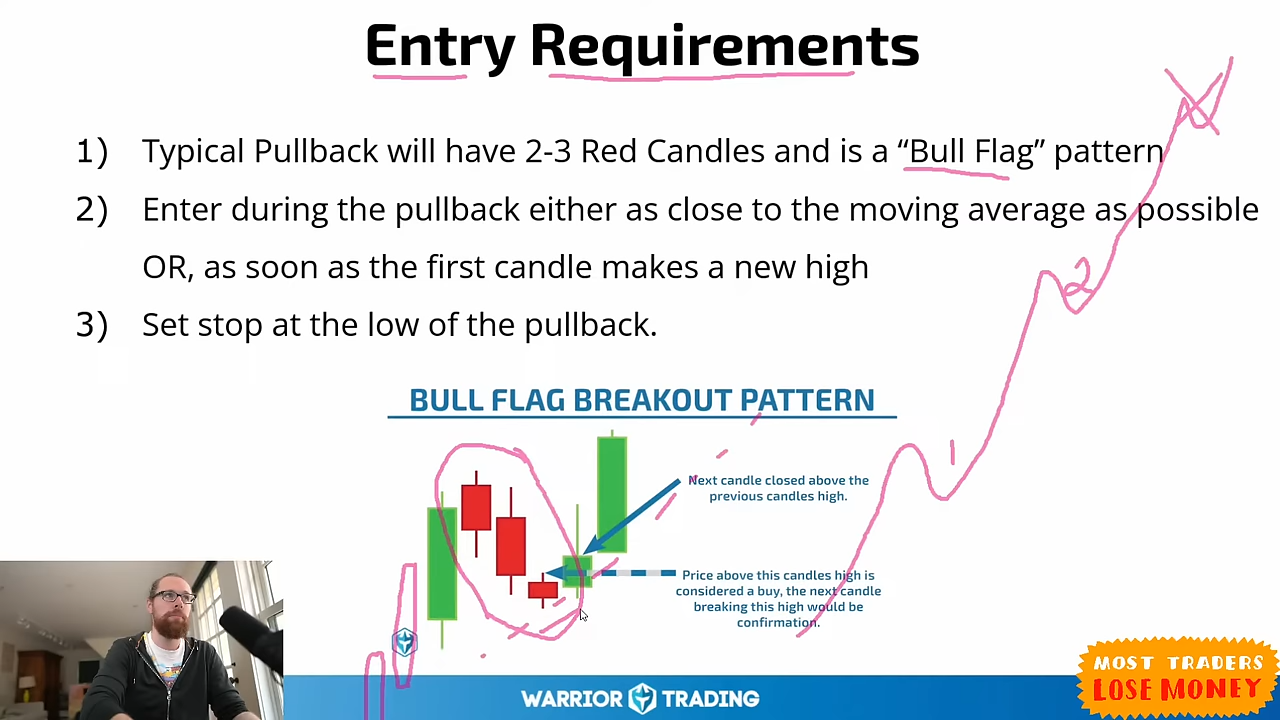 Entry Requirements
1) Typical Pullback will have 2-3 Red Candles and is a “Bull Flag” pattern
2) Enter during the pullback either as close to the moving average as possible
OR, as soon as the first candle makes a new high
3) Set stop at the low of the pullback.
BULL FLAG BREAKOUT PATTERN
Next candle closed above the
previous candles high.
Price above this candles high is
considered a buy, the next candle
breaking this high would be
confirmation.
1
2
WARRIOR TRADING
MOST TRADERS
LOSE MONEY